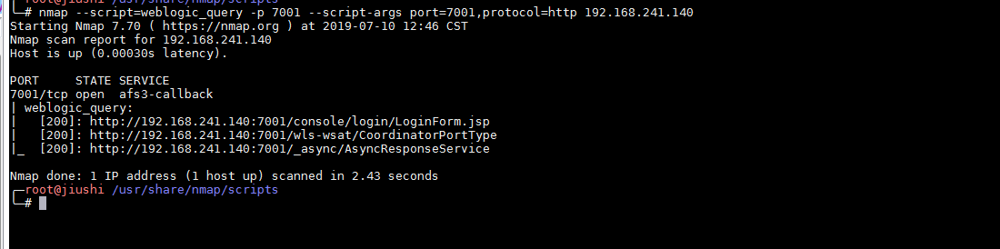 root@jiushi /usr/share/nmap/scripts
# nmap --script=weblogic_query -p 7001 --script-args port=7001,protocol=http 192.168.241.140
Starting Nmap 7.70 ( https://nmap.org ) at 2019-07-10 12:46 CST
Nmap scan report for 192.168.241.140
Host is up (0.00030s latency).
PORT     STATE SERVICE
7001/tcp open  afs3-callback
| weblogic_query:
|   [200]: http://192.168.241.140:7001/console/login/LoginForm.jsp
|   [200]: http://192.168.241.140:7001/wls-wsat/CoordinatorPortType
|_  [200]: http://192.168.241.140:7001/_async/AsyncResponseService
Nmap done: 1 IP address (1 host up) scanned in 2.43 seconds
root@jiushi /usr/share/nmap/scripts
#